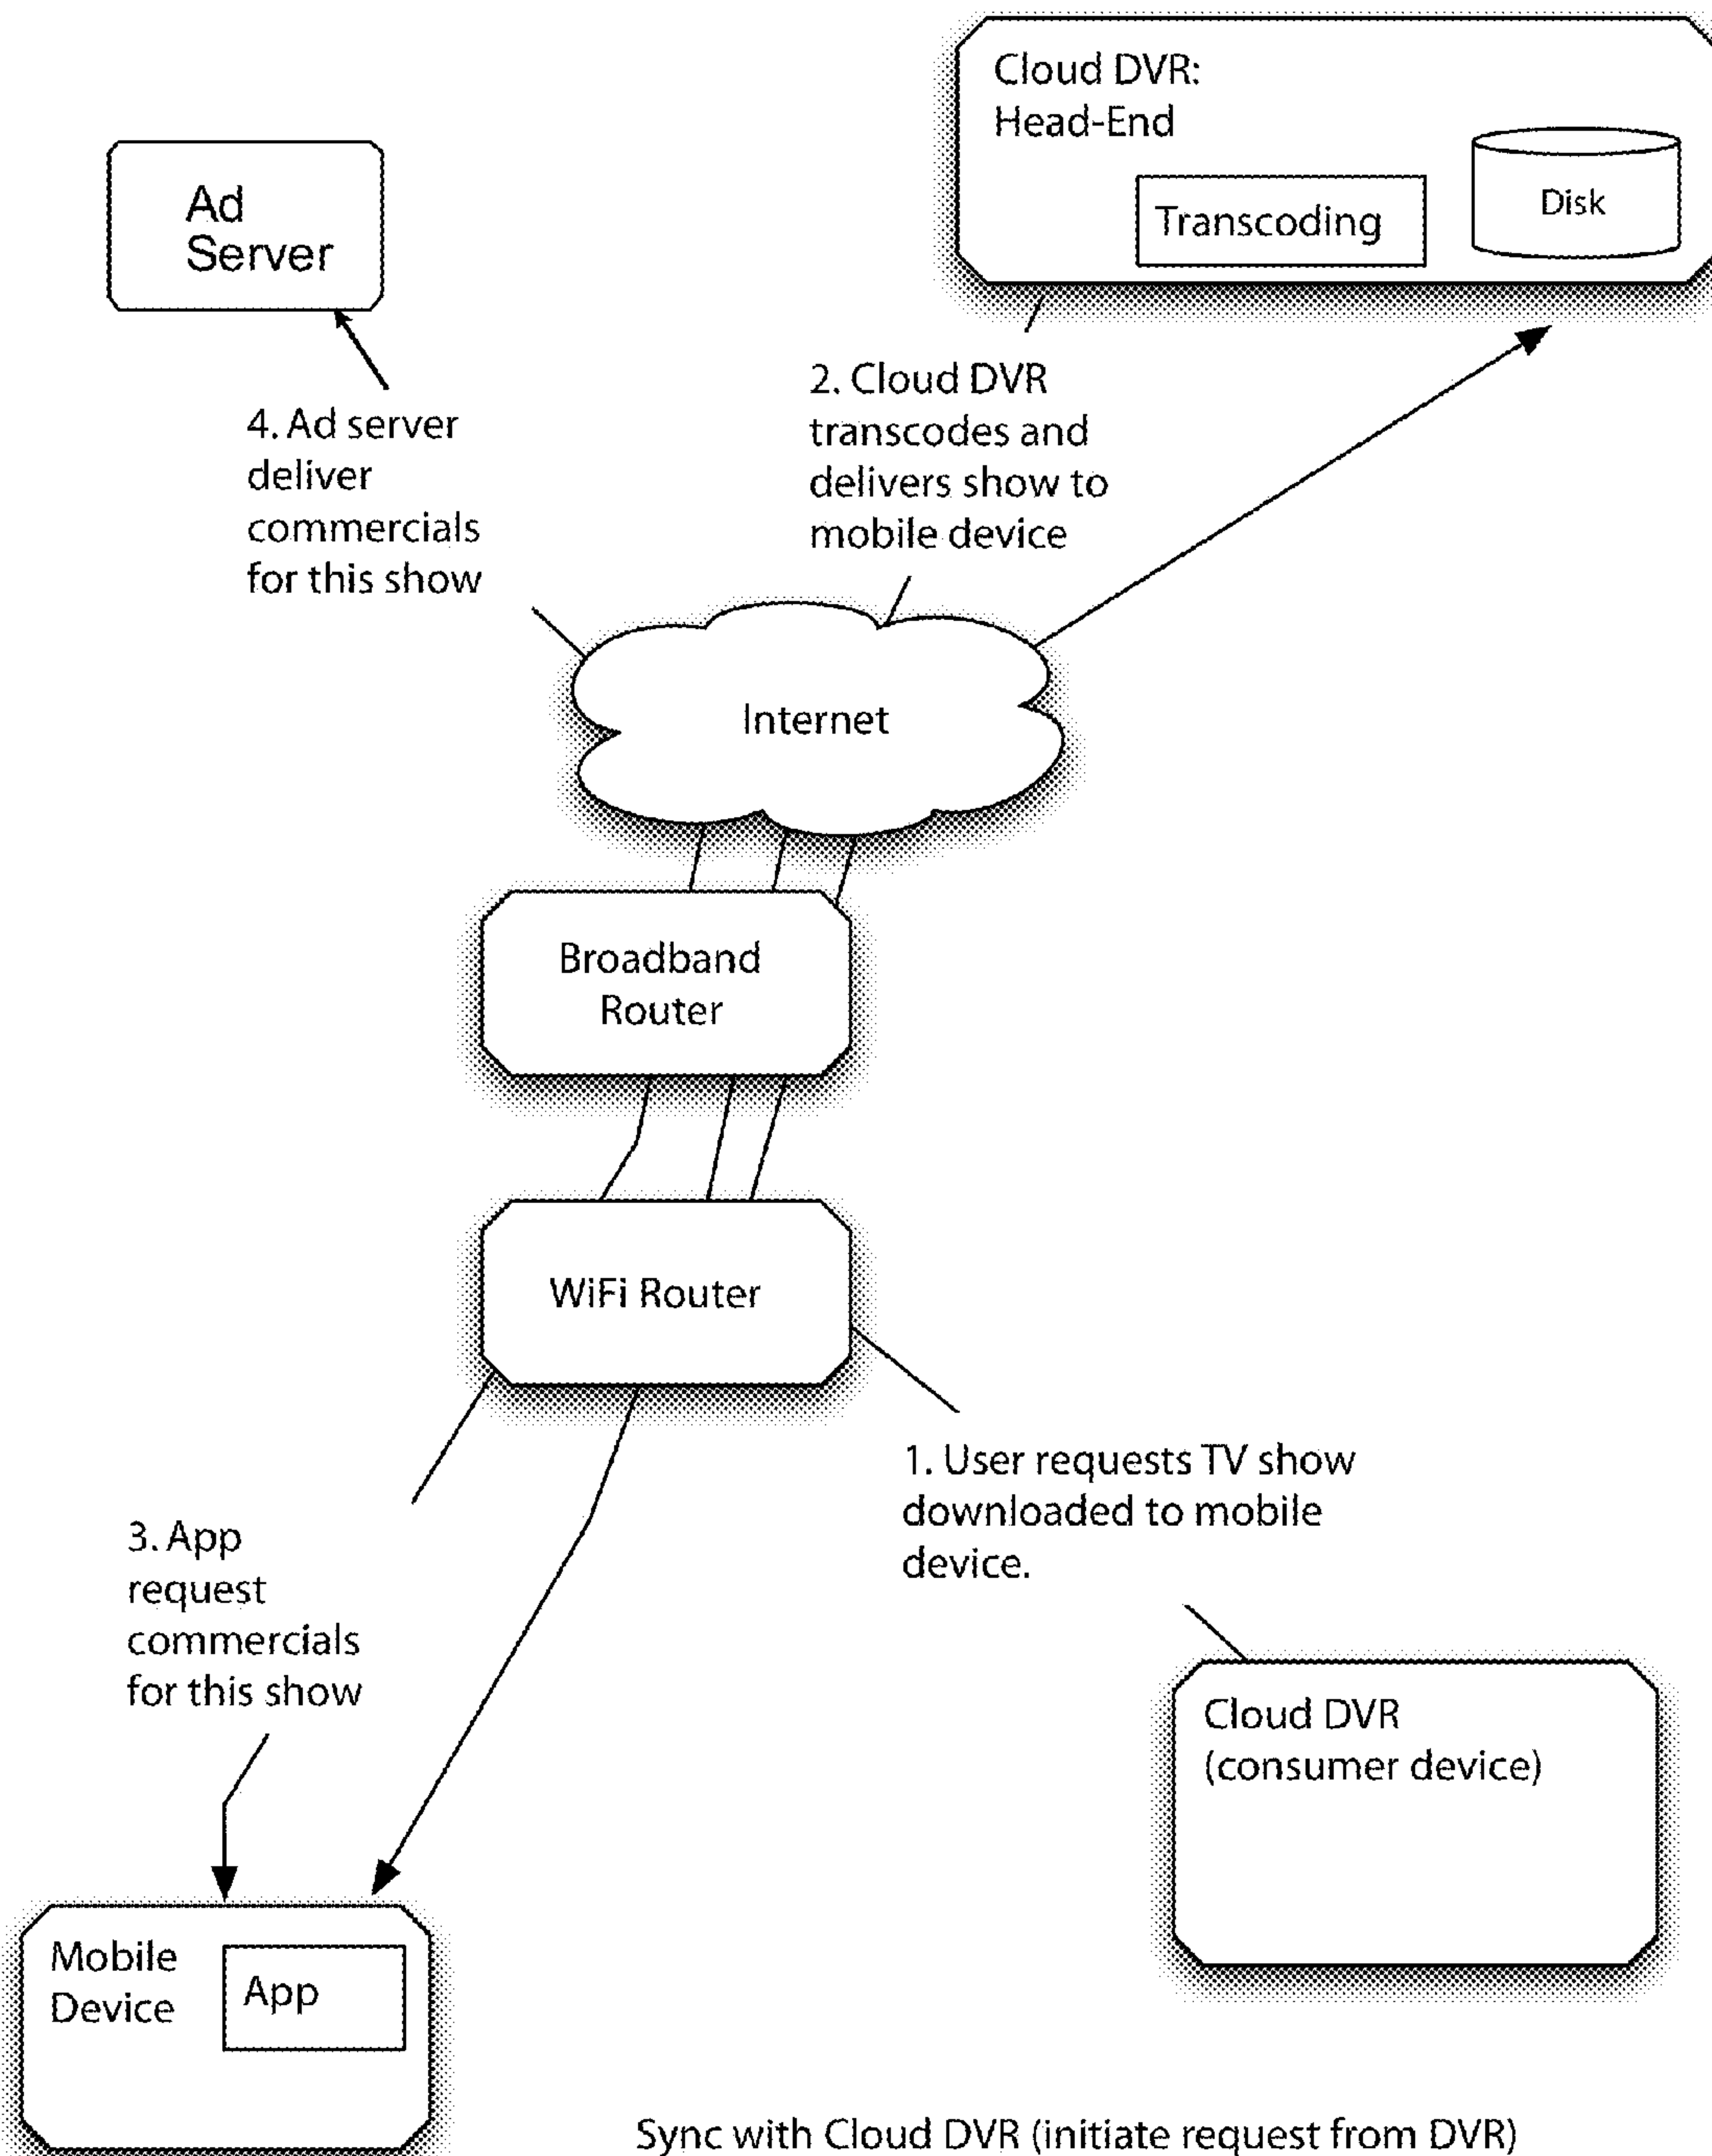 Cloud DVR:
Head-End
Transcoding
Disk
Ad
Server
2. Cloud DVR
transcodes and
delivers show to
mobile device
4. Ad server
deliver
commercials
for this show
Internet
Broadband
Router
WiFi Router
1. User requests TV show
downloaded to mobile
device.
3. App
request
commercials
for this show
Cloud DVR
(consumer device)
Mobile
Device
App
Sync with Cloud DVR (initiate request from DVR)